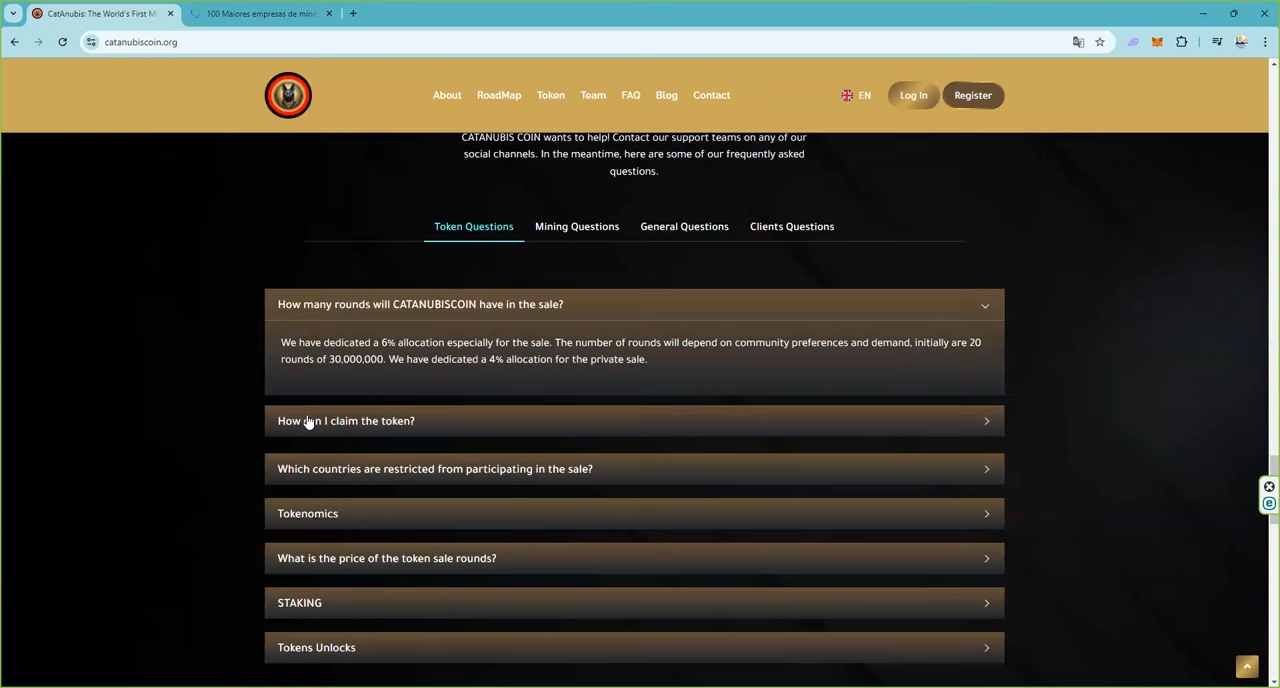 CatAnubis: The World's First Mi
100 Maiores empresas de mine
catanubiscoin.org
About RoadMap Token Team FAQ Blog Contact
EN
Log In
Register
CATANUBIS COIN wants to help! Contact our support teams on any of our
social channels. In the meantime, here are some of our frequently asked
questions.
Token Questions Mining Questions General Questions Clients Questions
How many rounds will CATANUBISCOIN have in the sale?
We have dedicated a 6% allocation especially for the sale. The number of rounds will depend on community preferences and demand, initially are 20
rounds of 30,000,000. We have dedicated a 4% allocation for the private sale.
How can I claim the token?
Which countries are restricted from participating in the sale?
Tokenomics
What is the price of the token sale rounds?
STAKING
Tokens Unlocks